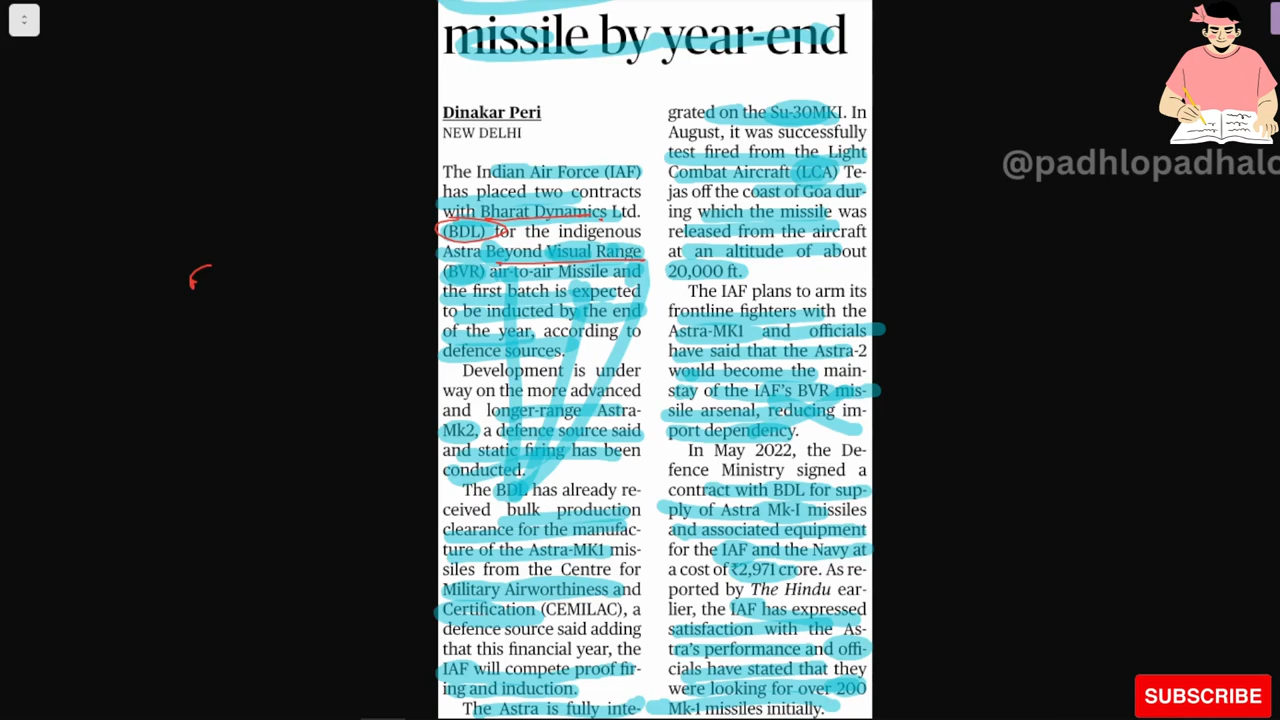 missile by year-end
Dinakar Peri
NEW DELHI
The Indian Air Force (IAF)
has placed two contracts
with Bharat Dynamics Ltd.
(BDL) for the indigenous
Astra Beyond Visual Range
(BVR) air-to-air Missile and
the first batch is expected
to be inducted by the end
of the year, according to
defence sources.
Development is under
way on the more advanced
and longer-range Astra-
Mk2, a defence source said
and static firing has been
conducted.
The BDL has already re-
ceived bulk production
clearance for the manufac-
ture of the Astra-MK1 mis-
siles from the Centre for
Military Airworthiness and
Certification (CEMILAC), a
defence source said adding
that this financial year, the
IAF will compete proof fir-
ing and induction.
The Astra is fully inte-
grated on the Su-30MKI. In
August, it was successfully
test fired from the Light
Combat Aircraft (LCA) Te-
jas off the coast of Goa dur-
ing which the missile was
released from the aircraft
at an altitude of about
20,000 ft.
The IAF plans to arm its
frontline fighters with the
Astra-MK1 and officials
have said that the Astra-2
would become the main-
stay of the IAF's BVR mis-
sile arsenal, reducing im-
port dependency.
In May 2022, the De-
fence Ministry signed a
contract with BDL for sup-
ply of Astra Mk-I missiles
and associated equipment
for the IAF and the Navy at
a cost of ₹2,971 crore. As re-
ported by The Hindu ear-
lier, the IAF has expressed
satisfaction with the As-
tra's performance and offi-
cials have stated that they
were looking for over 200
Mk-1 missiles initially.
@padhlopadhalo
SUBSCRIBE